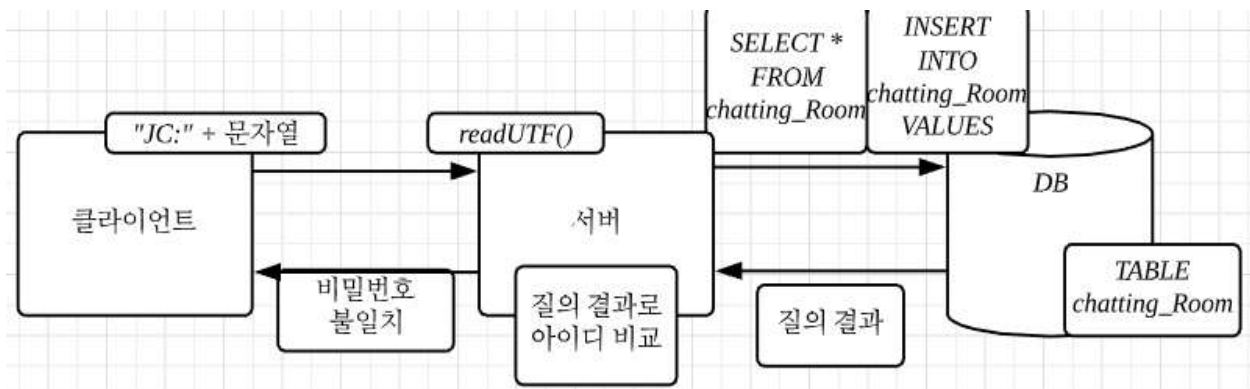 "JC:" + 문자열
readUTF()
SELECT *
FROM
chatting_Room
INSERT
INTO
chatting_Room
VALUES
클라이언트
서버
DB
비밀번호
불일치
질의 결과로
아이디 비교
질의 결과
TABLE
chatting_Room